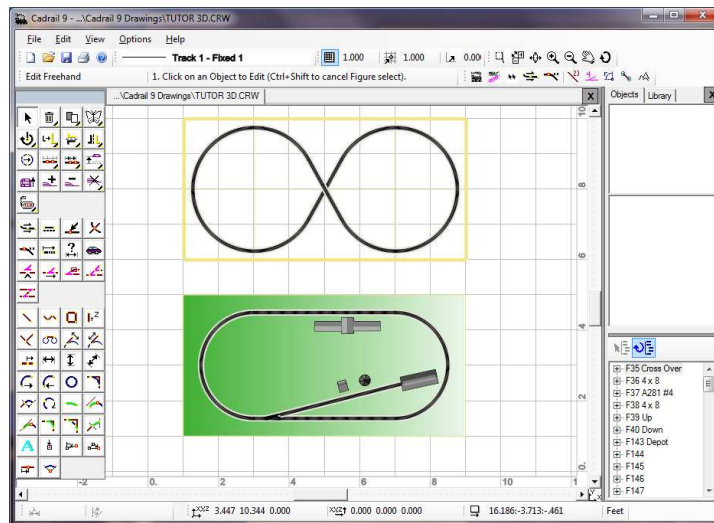 Cadrail 9 - ...\Cadrail 9 Drawings\TUTOR 3D.CRW
File Edit View Options Help
Track 1 - Fixed 1 1.000 1.000 0.00
Edit Freehand 1. Click on an Object to Edit (Ctrl+Shift to cancel Figure select).
...\Cadrail 9 Drawings\TUTOR 3D.CRW X
Objects Library X
10
8
6
4
2
0.
F35 Cross Over
F36 4 x 8
F37 A281 #4
F38 4 x 8
F39 Up
F40 Down
F143 Depot
F144
F145
F146
F147
-2 0. 2 4 6 8 10
3.447 10.344 0.000 0.000 0.000 0.000 16.186:-3.713:-.461 Feet